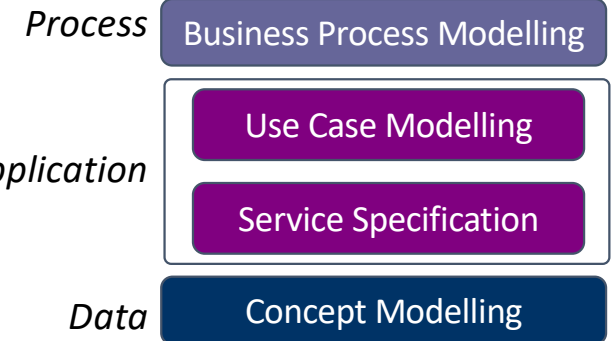 Process
Business Process Modelling
Use Case Modelling
pplication
Service Specification
Data
Concept Modelling